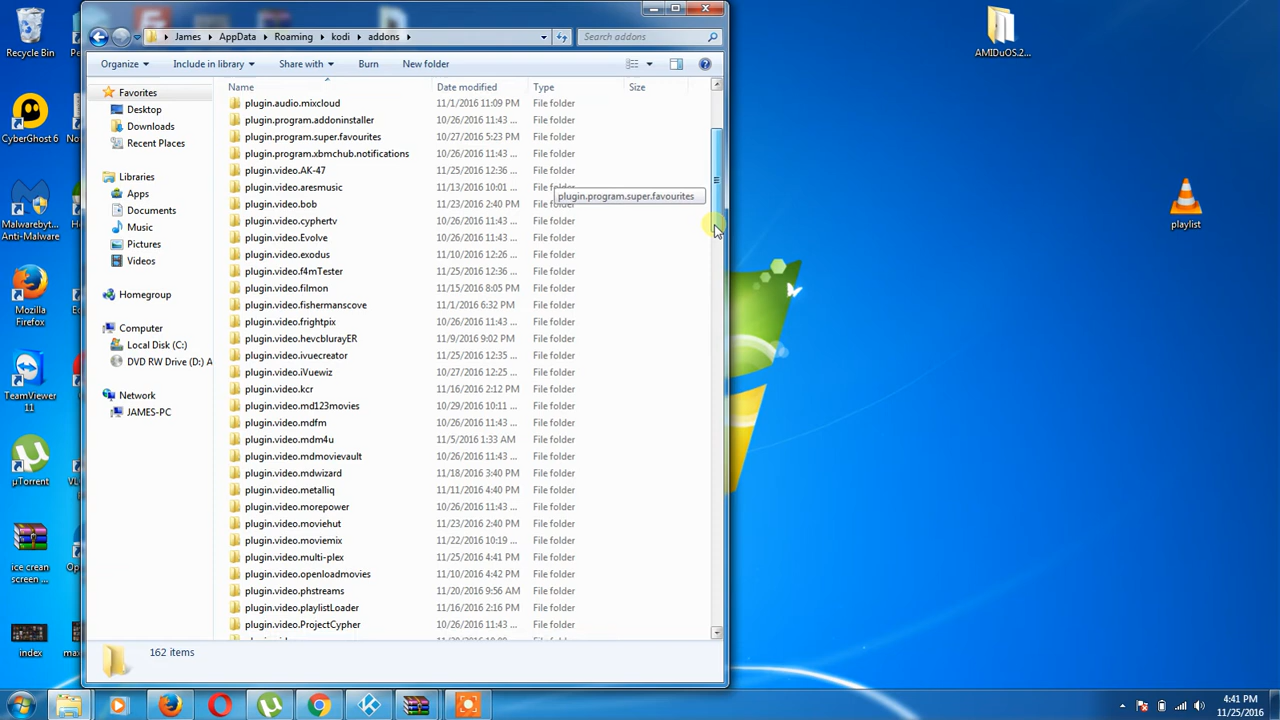 Recycle Bin
CyberGhost 6
Malwareb...
Anti-Malware
Mozilla
Firefox
TeamViewer
11
µTorrent
ice crean
screen ...
index
James
AppData
Roaming
kodi
addons
Search addons
Organize
Include in library
Share with
Burn
New folder
Favorites
Desktop
Downloads
Recent Places
Libraries
Apps
Documents
Music
Pictures
Videos
Homegroup
Computer
Local Disk (C:)
DVD RW Drive (D:) A
Network
JAMES-PC
Name Date modified Type Size
plugin.audio.mixcloud 11/1/2016 11:09 PM File folder
plugin.program.addoninstaller 10/26/2016 11:43 ... File folder
plugin.program.super.favourites 10/27/2016 5:23 PM File folder
plugin.program.xbmchub.notifications 10/26/2016 11:43 ... File folder
plugin.video.AK-47 11/25/2016 12:36 ... File folder
plugin.video.aresmusic 11/13/2016 10:01 ... File folder
plugin.program.super.favourites
plugin.video.bob 11/23/2016 2:40 PM File folder
plugin.video.cyphertv 10/26/2016 11:43 ... File folder
plugin.video.Evolve 10/26/2016 11:43 ... File folder
plugin.video.exodus 11/10/2016 12:26 ... File folder
plugin.video.f4mTester 11/25/2016 12:36 ... File folder
plugin.video.filmon 11/15/2016 8:05 PM File folder
plugin.video.fishermanscove 11/1/2016 6:32 PM File folder
plugin.video.frightpix 10/26/2016 11:43 ... File folder
plugin.video.hevcblurayER 11/9/2016 9:02 PM File folder
plugin.video.ivuecreator 11/25/2016 12:35 ... File folder
plugin.video.iVuewiz 10/27/2016 12:25 ... File folder
plugin.video.kcr 11/16/2016 2:12 PM File folder
plugin.video.md123movies 10/29/2016 10:11 ... File folder
plugin.video.mdfm 10/26/2016 11:43 ... File folder
plugin.video.mdm4u 11/5/2016 1:33 AM File folder
plugin.video.mdmovievault 10/26/2016 11:43 ... File folder
plugin.video.mdwizard 11/18/2016 3:40 PM File folder
plugin.video.metalliq 11/11/2016 4:40 PM File folder
plugin.video.morepower 10/26/2016 11:43 ... File folder
plugin.video.moviehut 11/23/2016 2:40 PM File folder
plugin.video.moviemix 11/22/2016 10:19 ... File folder
plugin.video.multi-plex 11/25/2016 4:41 PM File folder
plugin.video.openloadmovies 11/10/2016 4:42 PM File folder
plugin.video.phstreams 11/20/2016 9:56 AM File folder
plugin.video.playlistLoader 11/16/2016 2:16 PM File folder
plugin.video.ProjectCypher 10/26/2016 11:43 ... File folder
162 items
AMIDuOS.2...
playlist
4:41 PM
11/25/2016